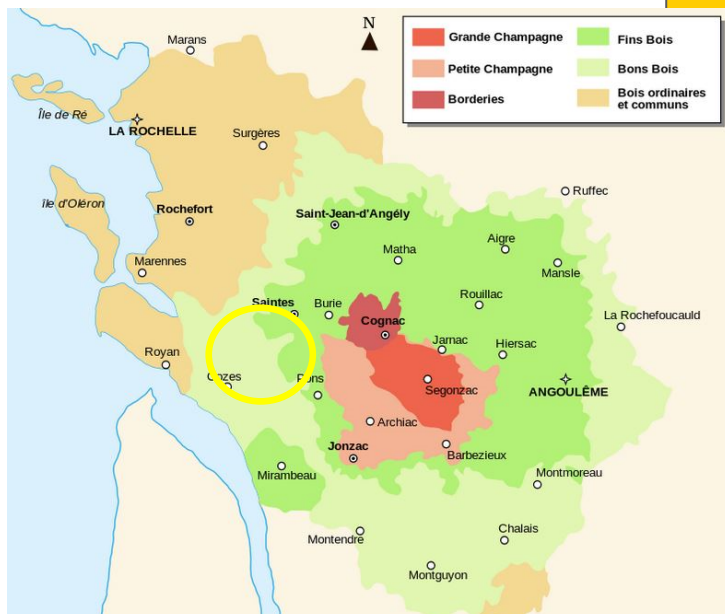 Marans
N
Grande Champagne
Petite Champagne
Borderies
Fins Bois
Bons Bois
Bois ordinaires
et communs
Île de Ré
LA ROCHELLE
Surgères
Ruffec
île d'Oléron
Rochefort
Saint-Jean-d'Angély
Matha
Aigre
Mansle
Marennes
Saintes
Burie
Rouillac
La Rochefoucauld
Cognac
Jarnac
Hiersac
Royan
ANGOULÊME
Segonzac
Archiac
Jonzac
Barbezieux
Mirambeau
Montmoreau
Montendre
Chalais
Montguyon